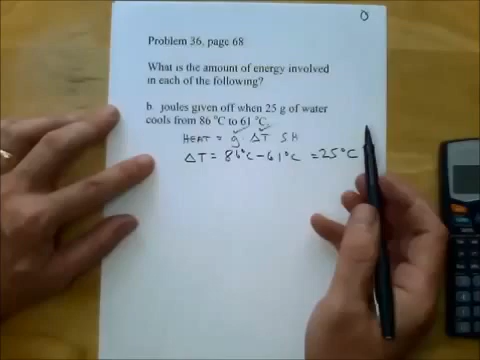 0
Problem 36, page 68
What is the amount of energy involved
in each of the following?
b. joules given off when 25 g of water
cools from 86 °C to 61 °C.
HEAT = g ΔT SH
ΔT = 86°C - 61°C = 25°C